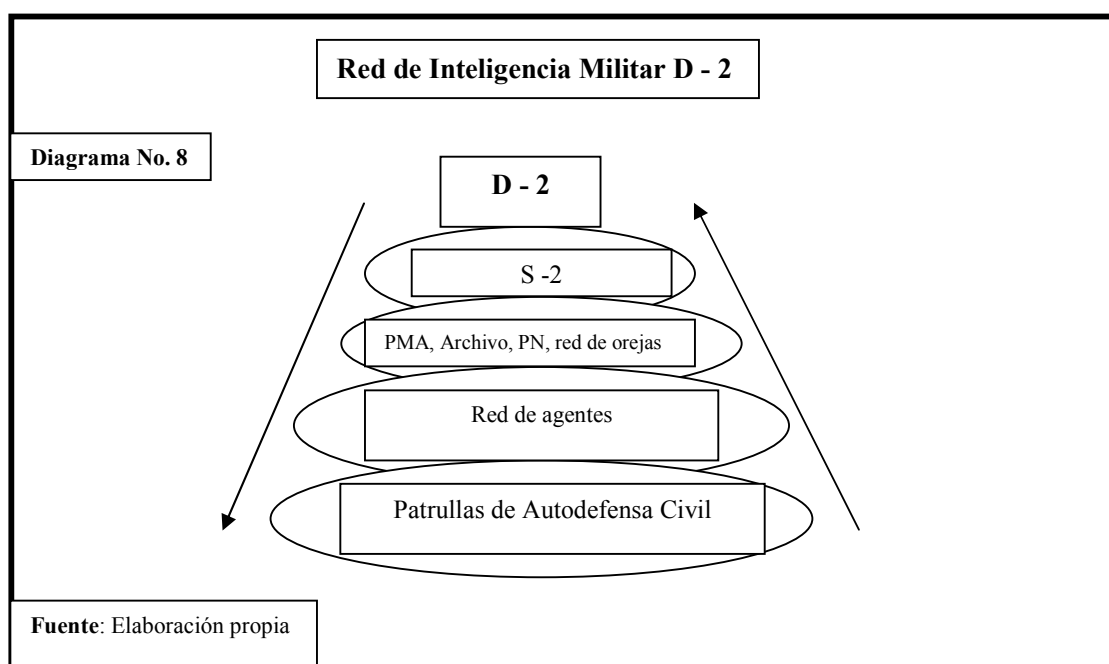 Red de Inteligencia Militar D - 2
Diagrama No. 8
D - 2
S -2
PMA, Archivo, PN, red de orejas
Red de agentes
Patrullas de Autodefensa Civil
Fuente: Elaboración propia